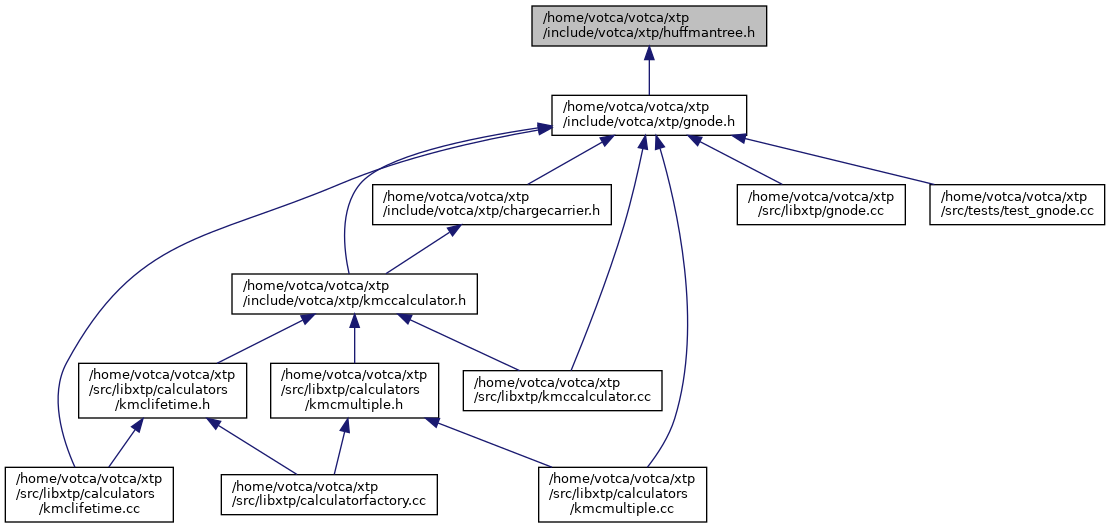 /home/votca/votca/xtp
/include/votca/xtp/huffmantree.h
/home/votca/votca/xtp
/include/votca/xtp/gnode.h
/home/votca/votca/xtp
/include/votca/xtp/chargecarrier.h
/home/votca/votca/xtp
/src/libxtp/gnode.cc
/home/votca/votca/xtp
/src/tests/test_gnode.cc
/home/votca/votca/xtp
/include/votca/xtp/kmccalculator.h
/home/votca/votca/xtp
/src/libxtp/calculators
/kmclifetime.h
/home/votca/votca/xtp
/src/libxtp/calculators
/kmcmultiple.h
/home/votca/votca/xtp
/src/libxtp/kmccalculator.cc
/home/votca/votca/xtp
/src/libxtp/calculators
/kmclifetime.cc
/home/votca/votca/xtp
/src/libxtp/calculatorfactory.cc
/home/votca/votca/xtp
/src/libxtp/calculators
/kmcmultiple.cc